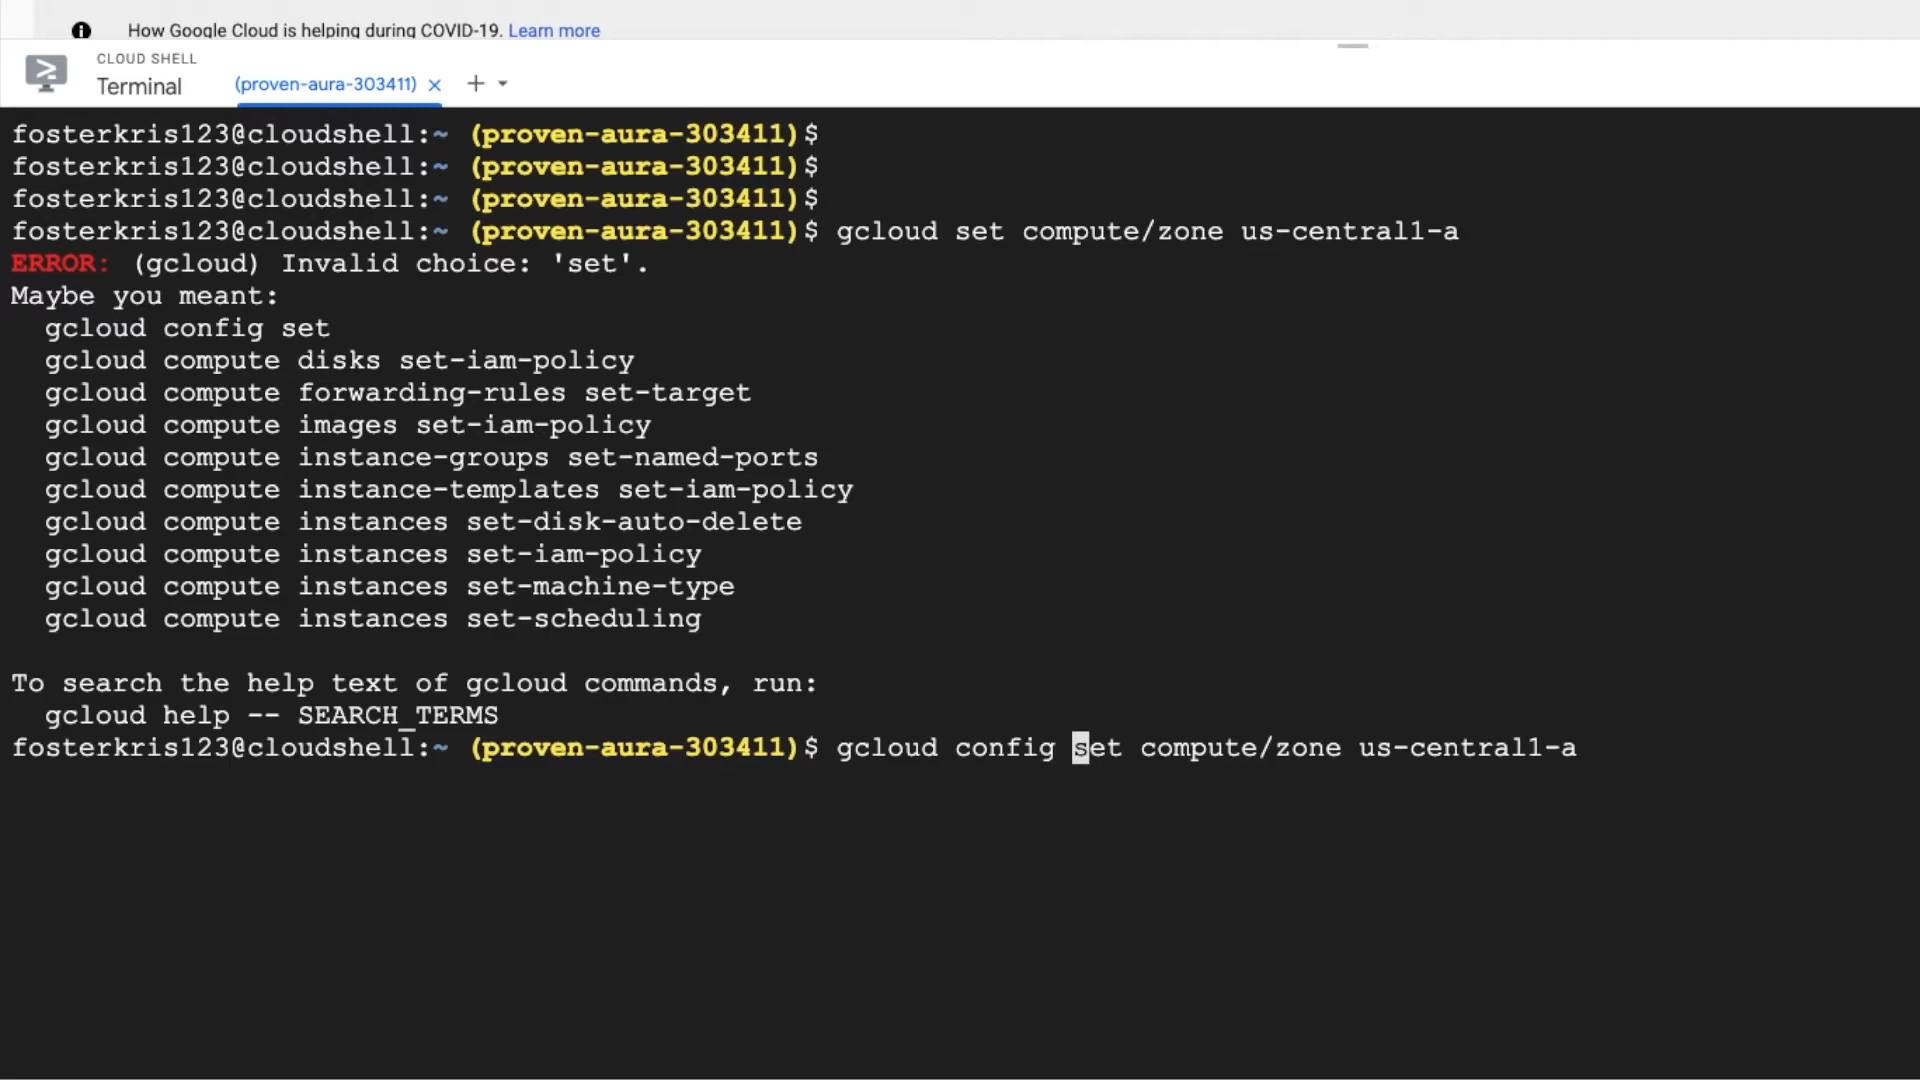 How Google Cloud is helping during COVID-19. Learn more
CLOUD SHELL
Terminal
(proven-aura-303411)
fosterkris123@cloudshell:~ (proven-aura-303411)$
fosterkris123@cloudshell:~ (proven-aura-303411)$
fosterkris123@cloudshell:~ (proven-aura-303411)$
fosterkris123@cloudshell:~ (proven-aura-303411)$ gcloud set compute/zone us-central1-a
ERROR: (gcloud) Invalid choice: 'set'.
Maybe you meant:
  gcloud config set
  gcloud compute disks set-iam-policy
  gcloud compute forwarding-rules set-target
  gcloud compute images set-iam-policy
  gcloud compute instance-groups set-named-ports
  gcloud compute instance-templates set-iam-policy
  gcloud compute instances set-disk-auto-delete
  gcloud compute instances set-iam-policy
  gcloud compute instances set-machine-type
  gcloud compute instances set-scheduling
To search the help text of gcloud commands, run:
  gcloud help -- SEARCH_TERMS
fosterkris123@cloudshell:~ (proven-aura-303411)$ gcloud config set compute/zone us-central1-a